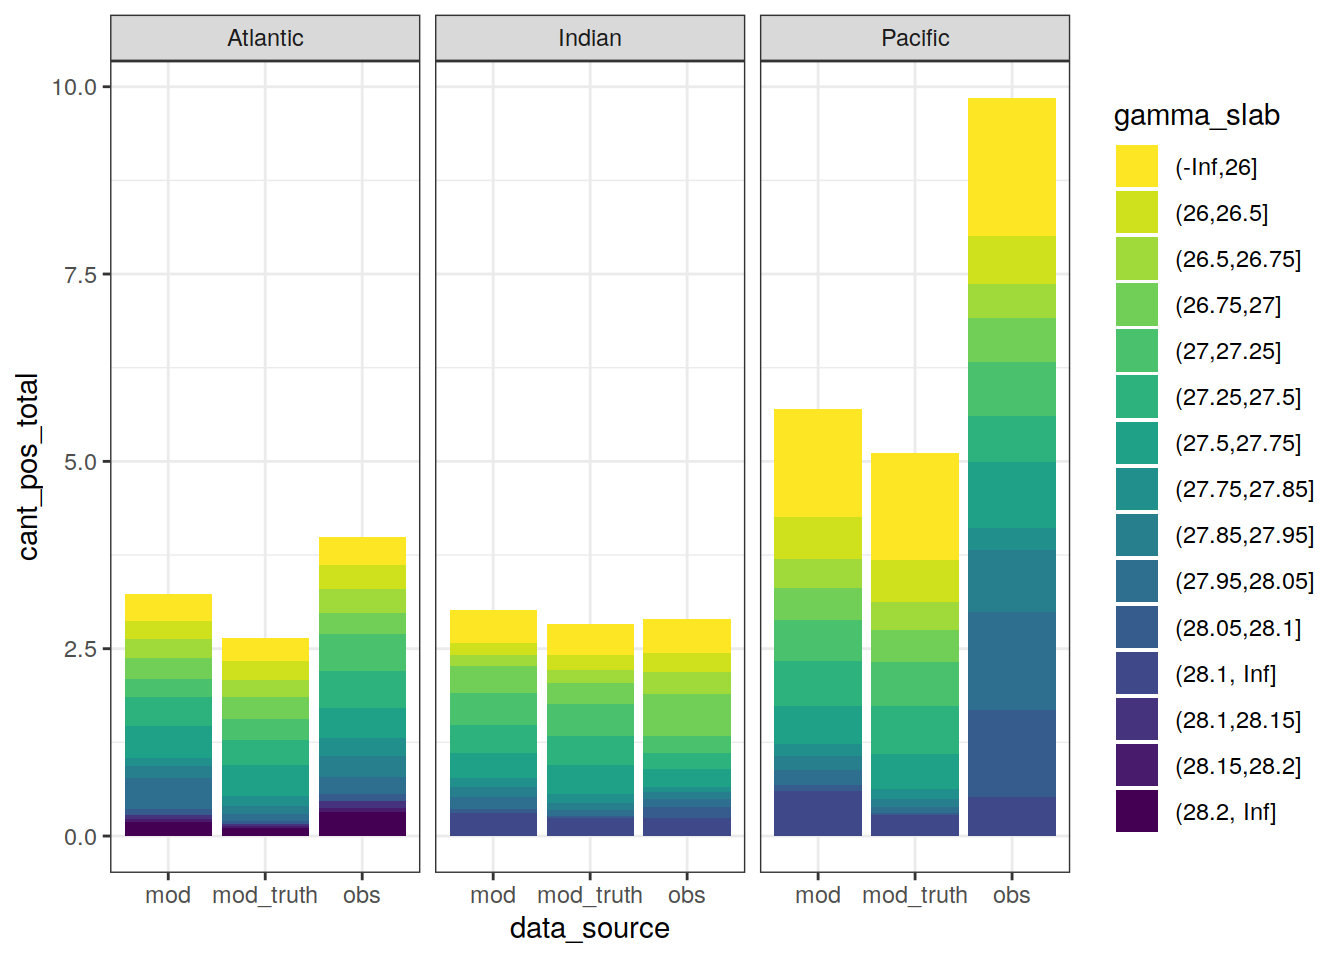 Atlantic
Indian
Pacific
10.0
7.5
5.0
2.5
0.0
cant_pos_total
mod mod_truth obs
mod mod_truth obs
mod mod_truth obs
data_source
gamma_slab
(-Inf,26]
(26,26.5]
(26.5,26.75]
(26.75,27]
(27,27.25]
(27.25,27.5]
(27.5,27.75]
(27.75,27.85]
(27.85,27.95]
(27.95,28.05]
(28.05,28.1]
(28.1, Inf]
(28.1,28.15]
(28.15,28.2]
(28.2, Inf]